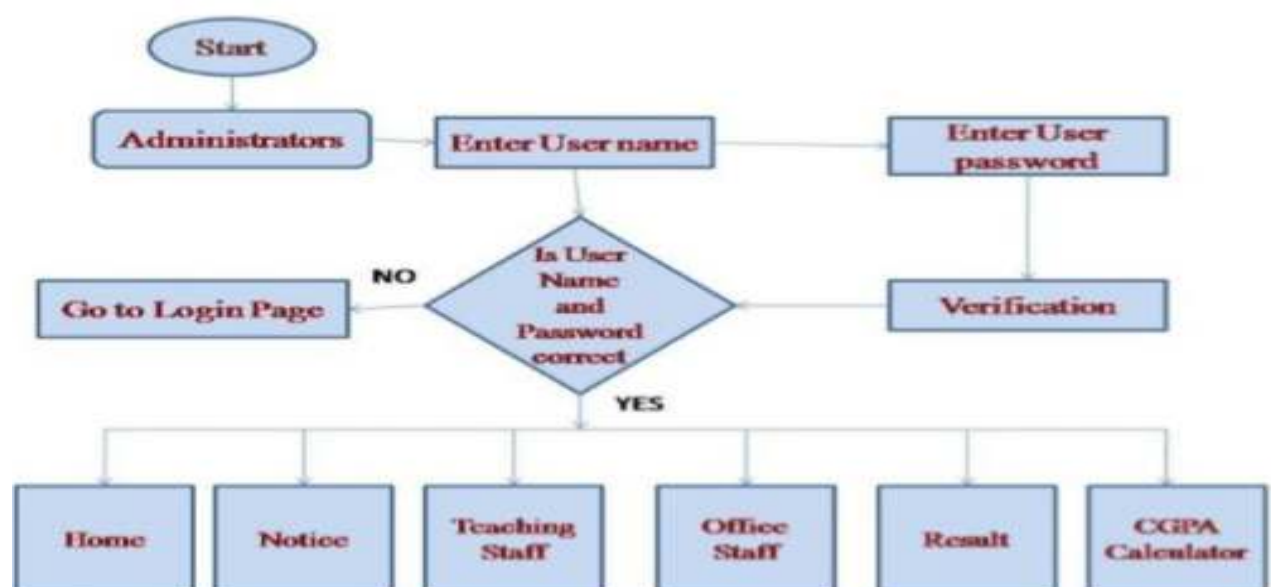 Start
Administrators
Enter User name
Enter User
password
Is User
Name
and
Password
correct
NO
Go to Login Page
Verification
YES
Home
Notice
Teaching
Staff
Office
Staff
Result
CGPA
Calculator